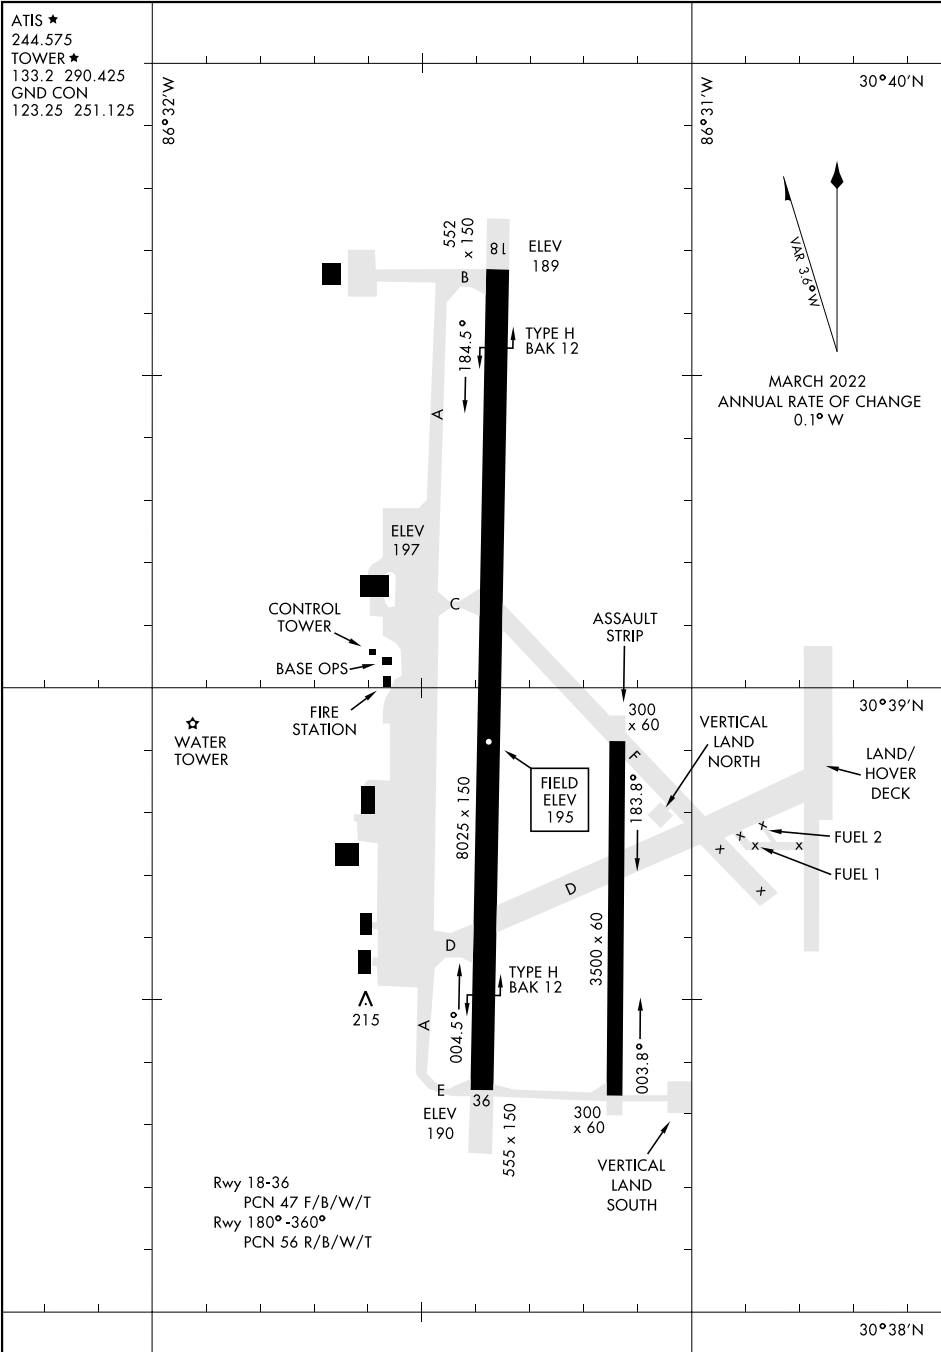 ATIS ★
244.575
TOWER ★
133.2 290.425
GND CON
123.25 251.125
86°32'W
86°31'W
30°40'N
VAR 3.6°W
MARCH 2022
ANNUAL RATE OF CHANGE
0.1° W
552
x 150
18
ELEV
189
B
184.5°
TYPE H
BAK 12
A
ELEV
197
C
CONTROL
TOWER
BASE OPS
FIRE
STATION
ASSAULT
STRIP
30°39'N
WATER
TOWER
300
x 60
VERTICAL
LAND
NORTH
LAND/
HOVER
DECK
F
FIELD
ELEV
195
183.8°
8025 x 150
FUEL 2
x
x
x
x
x
x
FUEL 1
D
D
3500 x 60
TYPE H
BAK 12
215
A
004.5°
003.8°
E
36
ELEV
190
555 x 150
300
x 60
VERTICAL
LAND
SOUTH
Rwy 18-36
PCN 47 F/B/W/T
Rwy 180°-360°
PCN 56 R/B/W/T
30°38'N